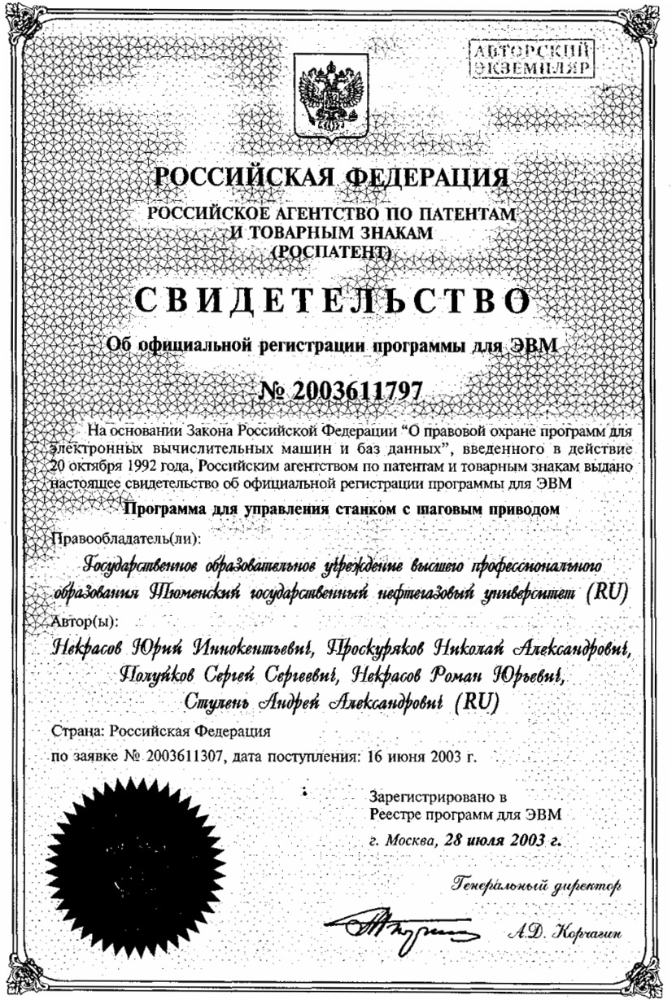 АВТОРСКИЙ
ЭКЗЕМПЛЯР
РОССИЙСКАЯ ФЕДЕРАЦИЯ
РОССИЙСКОЕ АГЕНТСТВО ПО ПАТЕНТАМ
И ТОВАРНЫМ ЗНАКАМ
(РОСПАТЕНТ)
СВИДЕТЕЛЬСТВО
Об официальной регистрации программы для ЭВМ
№ 2003611797
На основании Закона Российской Федерации “О правовой охране программ для
электронных вычислительных машин и баз данных”, введенного в действие
20 октября 1992 года, Российским агентством по патентам и товарным знакам выдано
настоящее свидетельство об официальной регистрации программы для ЭВМ
Программа для управления станком с шаговым приводом
Правообладатель(ли):
Государственное образовательное учреждение высшего профессионального
образования Тюменский государственный нефтегазовый университет (RU)
Автор(ы):
Некрасов Юрий Иннокентьевич, Проскуряков Николай Александрович,
Полуйков Сергей Сергеевич, Некрасов Роман Юрьевич,
Ступень Андрей Александрович (RU)
Страна: Российская Федерация
по заявке № 2003611307, дата поступления: 16 июня 2003 г.
Зарегистрировано в
Реестре программ для ЭВМ
г. Москва, 28 июля 2003 г.
Генеральный директор
А.Д. Корчагин